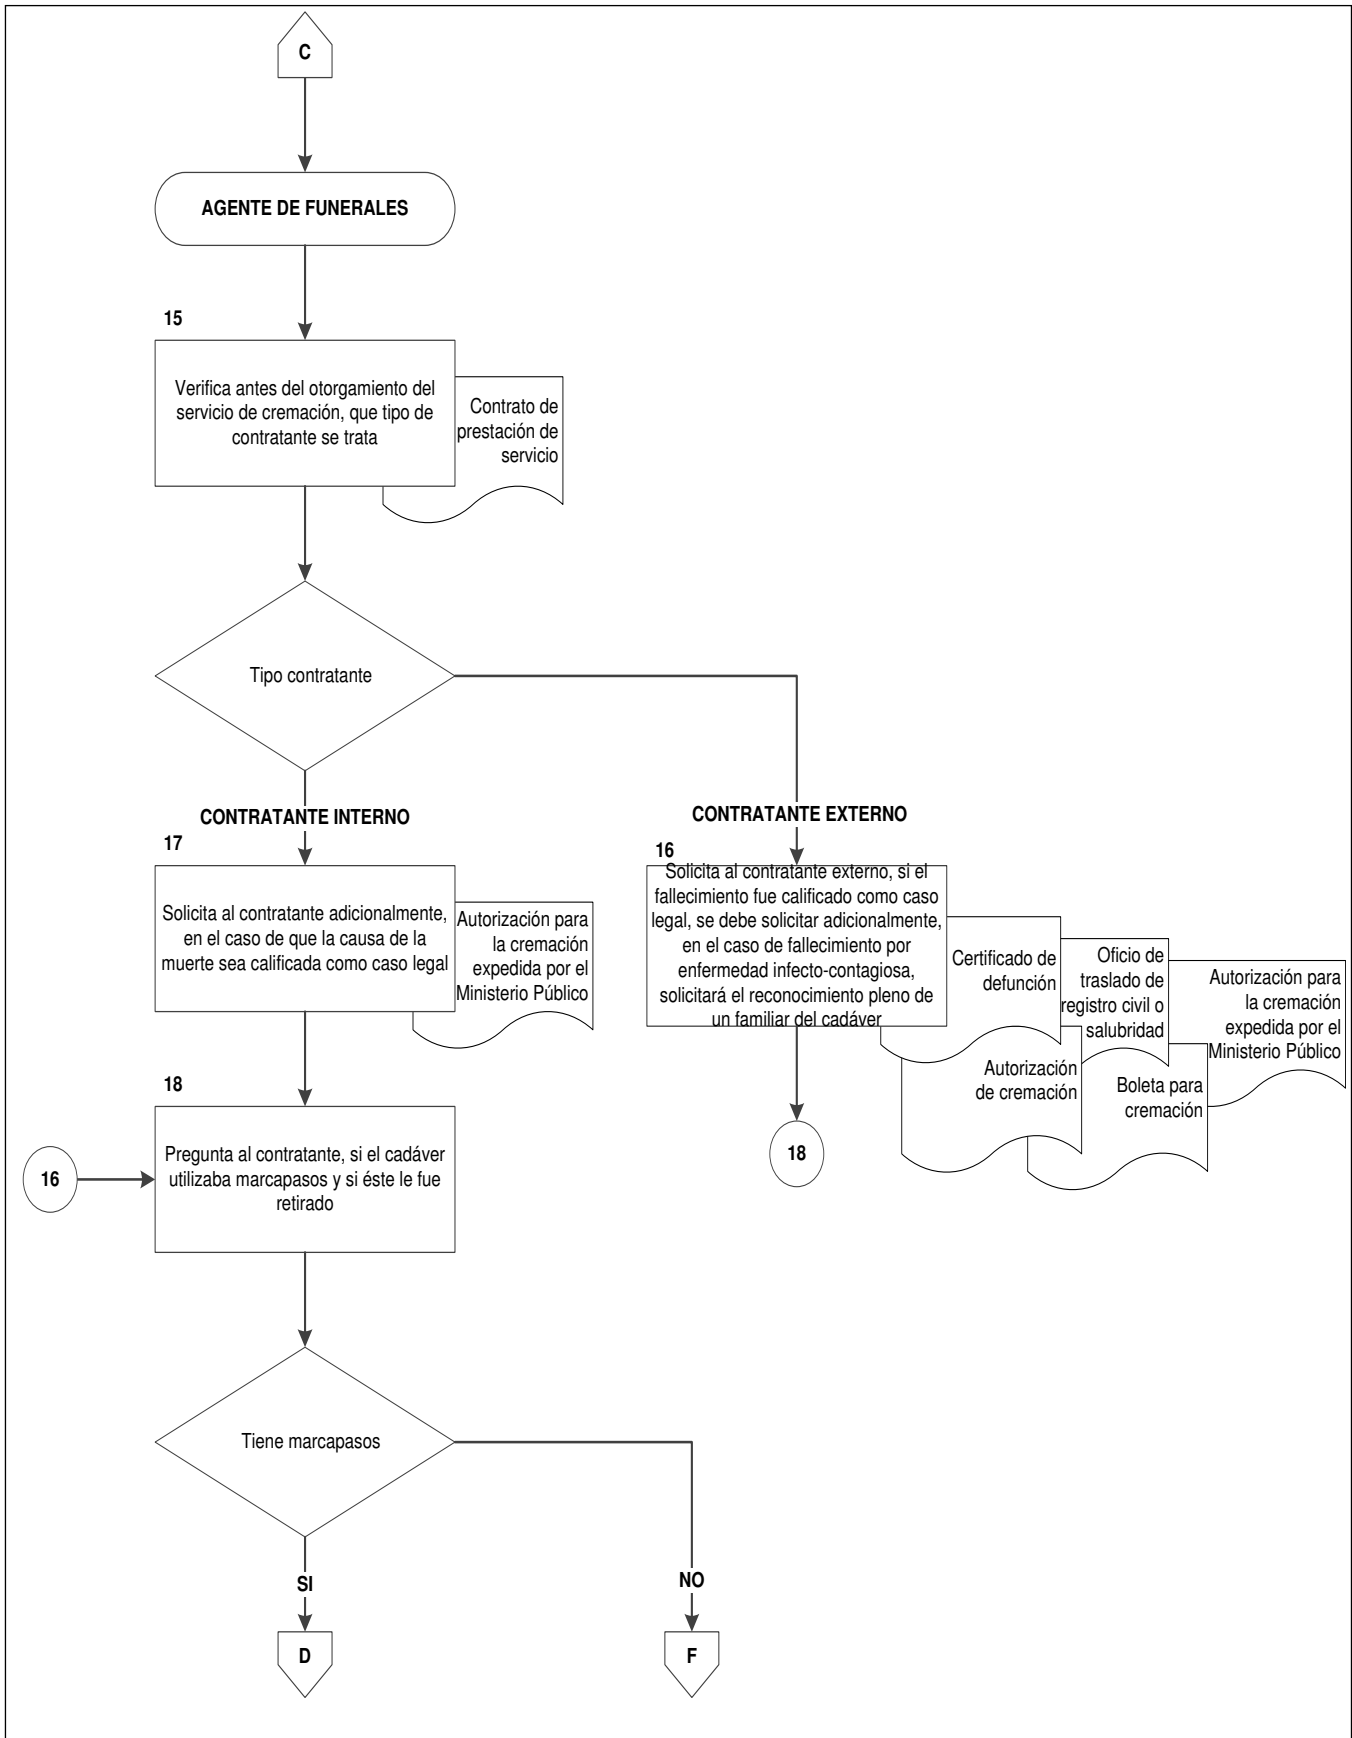 C
AGENTE DE FUNERALES
15
Verifica antes del otorgamiento del
servicio de cremación, que tipo de
contratante se trata
Contrato de
prestación de
servicio
Tipo contratante
CONTRATANTE INTERNO
CONTRATANTE EXTERNO
17
Solicita al contratante adicionalmente,
en el caso de que la causa de la
muerte sea calificada como caso legal
Autorización para
la cremación
expedida por el
Ministerio Público
16
Solicita al contratante externo, si el
fallecimiento fue calificado como caso
legal, se debe solicitar adicionalmente,
en el caso de fallecimiento por
enfermedad infecto-contagiosa,
solicitará el reconocimiento pleno de
un familiar del cadáver
Certificado de
defunción
Oficio de
traslado de
registro civil o
salubridad
Autorización para
la cremación
expedida por el
Ministerio Público
Autorización
de cremación
Boleta para
cremación
18
18
Pregunta al contratante, si el cadáver
utilizaba marcapasos y si éste le fue
retirado
16
Tiene marcapasos
SI
NO
D
F